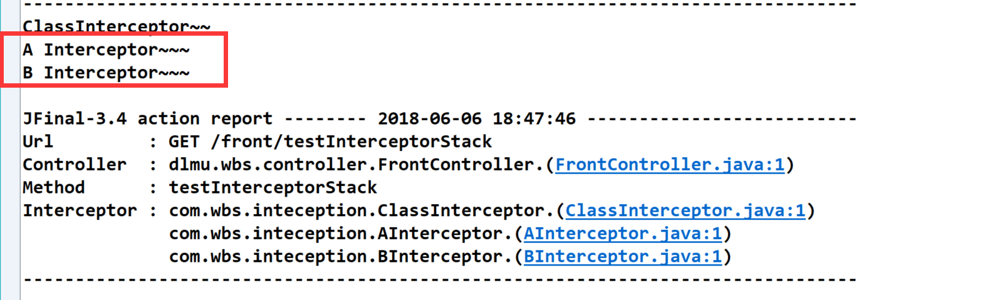 --------------------------------------------------------------------------------
ClassInterceptor~~
A Interceptor~~~
B Interceptor~~~
JFinal-3.4 action report -------- 2018-06-06 18:47:46 --------------------------
Url         : GET /front/testInterceptorStack
Controller  : dlmu.wbs.controller.FrontController.(FrontController.java:1)
Method      : testInterceptorStack
Interceptor : com.wbs.inteception.ClassInterceptor.(ClassInterceptor.java:1)
              com.wbs.inteception.AInterceptor.(AInterceptor.java:1)
              com.wbs.inteception.BInterceptor.(BInterceptor.java:1)
--------------------------------------------------------------------------------